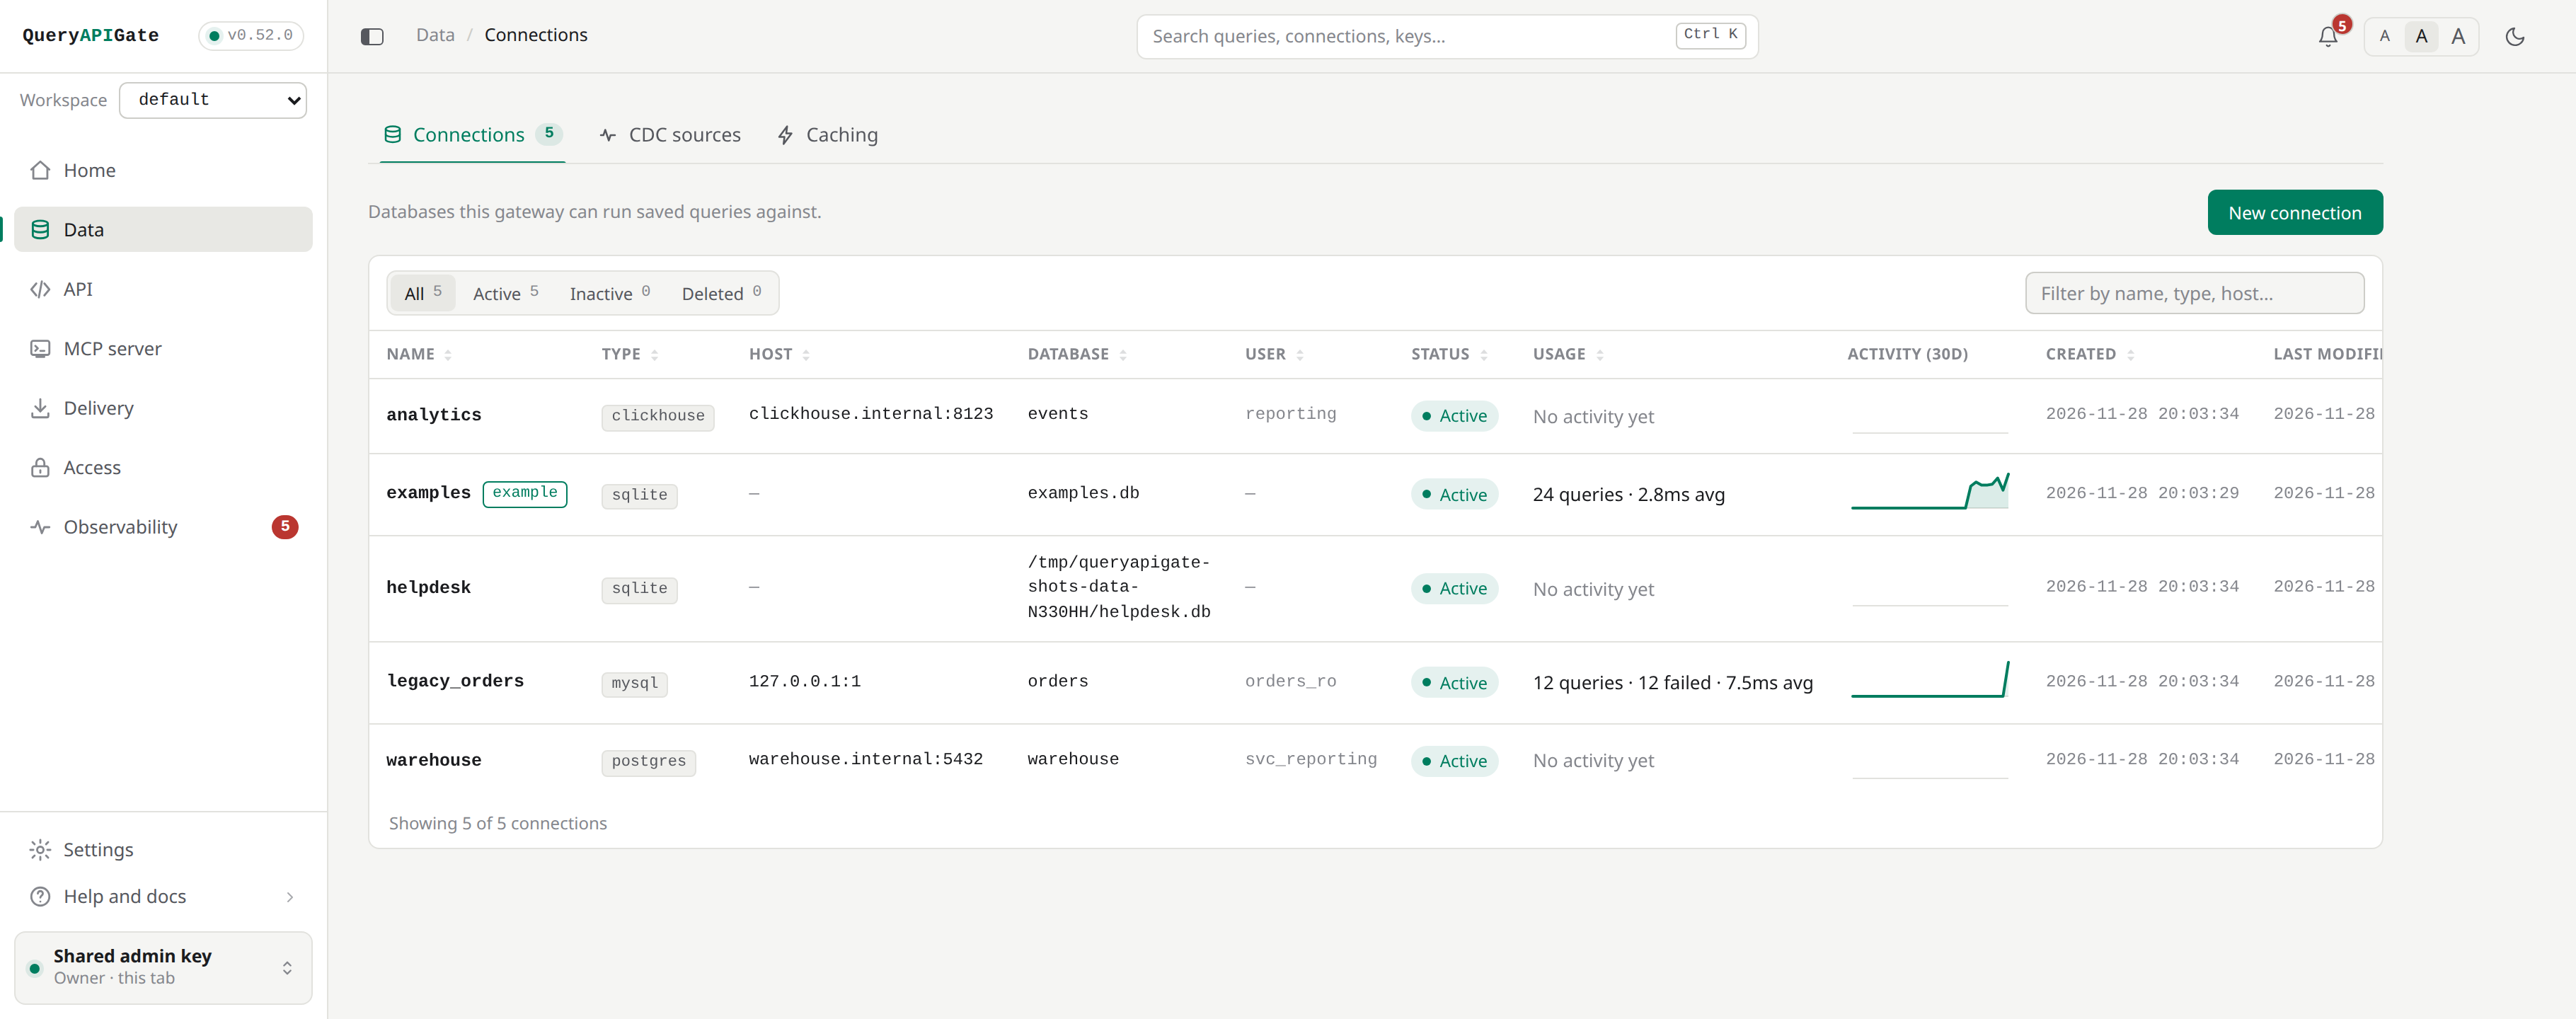 QueryAPIGate
v0.52.0
Data / Connections
Search queries, connections, keys...
Ctrl K
5
A A A
Workspace
default
Home
Data
API
MCP server
Delivery
Access
Observability
5
Settings
Help and docs
Shared admin key
Owner · this tab
Connections 5
CDC sources
Caching
Databases this gateway can run saved queries against.
New connection
All 5 Active 5 Inactive 0 Deleted 0
Filter by name, type, host...
NAME TYPE HOST DATABASE USER STATUS USAGE ACTIVITY (30D) CREATED LAST
analytics clickhouse clickhouse.internal:8123 events reporting Active No activity yet 2026-11-28 20:03:34 2026-11-28
examples example sqlite — examples.db — Active 24 queries · 2.8ms avg 2026-11-28 20:03:29 2026-11-28
helpdesk sqlite — /tmp/queryapigate-
shots-data-
N330HH/helpdesk.db — Active No activity yet 2026-11-28 20:03:34 2026-11-28
legacy_orders mysql 127.0.0.1:1 orders orders_ro Active 12 queries · 12 failed · 7.5ms avg 2026-11-28 20:03:34 2026-11-28
warehouse postgres warehouse.internal:5432 warehouse svc_reporting Active No activity yet 2026-11-28 20:03:34 2026-11-28
Showing 5 of 5 connections